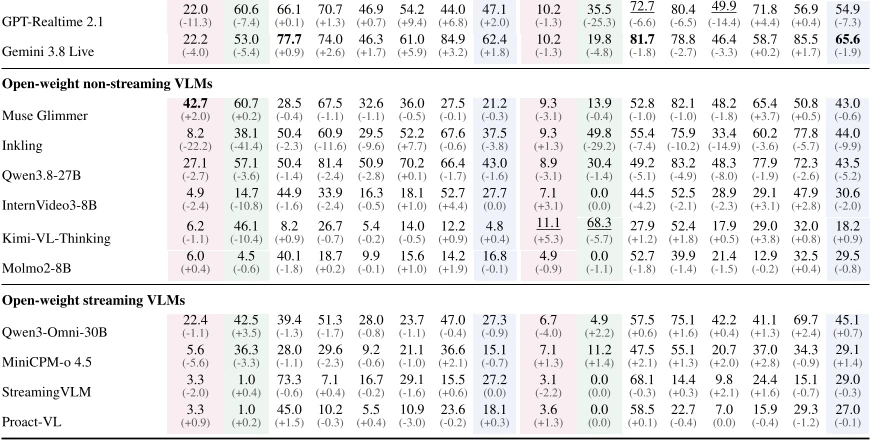 22.0 60.6 66.1 70.7 46.9 54.2 44.0 47.1 10.2 35.5 72.7 80.4 49.9 71.8 56.9 54.9
GPT-Realtime 2.1
(-11.3) (-7.4) (+0.1) (+1.3) (+0.7) (+9.4) (+6.8) (+2.0) (-1.3) (-25.3) (-6.6) (-6.5) (-14.4) (+4.4) (+0.4) (-7.3)
22.2 53.0 77.7 74.0 46.3 61.0 84.9 62.4 10.2 19.8 81.7 78.8 46.4 58.7 85.5 65.6
Gemini 3.8 Live
(-4.0) (-5.4) (+0.9) (+2.6) (+1.7) (+5.9) (+3.2) (+1.8) (-1.3) (-4.8) (-1.8) (-2.7) (-3.3) (+0.2) (+1.7) (-1.9)
Open-weight non-streaming VLMs
42.7 60.7 28.5 67.5 32.6 36.0 27.5 21.2 9.3 13.9 52.8 82.1 48.2 65.4 50.8 43.0
Muse Glimmer
(+2.0) (+0.2) (-0.4) (-1.1) (-1.1) (-0.5) (-0.1) (-0.3) (-3.1) (-0.4) (-1.0) (-1.0) (-1.8) (+3.7) (+0.5) (-0.6)
8.2 38.1 50.4 60.9 29.5 52.2 67.6 37.5 9.3 49.8 55.4 75.9 33.4 60.2 77.8 44.0
Inkling
(-22.2) (-41.4) (-2.3) (-11.6) (-9.6) (+7.7) (-0.6) (-3.8) (+1.3) (-29.2) (-7.4) (-10.2) (-14.9) (-3.6) (-5.7) (-9.9)
27.1 57.1 50.4 81.4 50.9 70.2 66.4 43.0 8.9 30.4 49.2 83.2 48.3 77.9 72.3 43.5
Qwen3.8-27B
(-2.7) (-3.6) (-1.4) (-2.4) (-2.8) (+0.1) (-1.7) (-1.6) (-3.1) (-1.4) (-5.1) (-4.9) (-8.0) (-1.9) (-2.6) (-5.2)
4.9 14.7 44.9 33.9 16.3 18.1 52.7 27.7 7.1 0.0 44.5 52.5 28.9 29.1 47.9 30.6
InternVideo3-8B
(-2.4) (-10.8) (-1.6) (-2.4) (-0.5) (+1.0) (+4.4) (0.0) (+3.1) (0.0) (-4.2) (-2.1) (-2.3) (+3.1) (+2.8) (-2.0)
6.2 46.1 8.2 26.7 5.4 14.0 12.2 4.8 11.1 68.3 27.9 52.4 17.9 29.0 32.0 18.2
Kimi-VL-Thinking
(-1.1) (-10.4) (+0.9) (-0.7) (-0.2) (-0.5) (+0.9) (+0.4) (+5.3) (-5.7) (+1.2) (+1.8) (+0.5) (+3.8) (+0.8) (+0.9)
6.0 4.5 40.1 18.7 9.9 15.6 14.2 16.8 4.9 0.0 52.7 39.9 21.4 12.9 32.5 29.5
Molmo2-8B
(+0.4) (-0.6) (-1.8) (+0.2) (-0.1) (+1.0) (+1.9) (-0.1) (-0.9) (-1.1) (-1.8) (-1.4) (-1.5) (-0.2) (+0.4) (-0.8)
Open-weight streaming VLMs
22.4 42.5 39.4 51.3 28.0 23.7 47.0 27.3 6.7 4.9 57.5 75.1 42.2 41.1 69.7 45.1
Qwen3-Omni-30B
(-1.1) (+3.5) (-1.3) (-1.7) (-0.8) (-1.1) (-0.4) (-0.9) (-4.0) (+2.2) (+0.6) (+1.6) (+0.4) (+1.3) (+2.4) (+0.7)
5.6 36.3 28.0 29.6 9.2 21.1 36.6 15.1 7.1 11.2 47.5 55.1 20.7 37.0 34.3 29.1
MiniCPM-o 4.5
(-5.6) (-3.3) (-1.1) (-2.3) (-0.6) (-1.0) (+2.1) (-0.7) (+1.3) (+1.4) (+2.1) (+1.3) (+2.0) (+2.8) (-0.9) (+1.4)
3.3 1.0 73.3 7.1 16.7 29.1 15.5 27.2 3.1 0.0 68.1 14.4 9.8 24.4 15.1 29.0
StreamingVLM
(-2.0) (+0.4) (-0.6) (+0.4) (-0.2) (-1.6) (+0.6) (0.0) (-2.2) (0.0) (-0.3) (+0.3) (+2.1) (+1.6) (-0.7) (-0.3)
3.3 1.0 45.0 10.2 5.5 10.9 23.6 18.1 3.6 0.0 58.5 22.7 7.0 15.9 29.3 27.0
Proact-VL
(+0.9) (+0.2) (+1.5) (-0.3) (+0.4) (-3.0) (-0.2) (+0.3) (+1.3) (0.0) (+0.1) (-0.4) (0.0) (-0.4) (-1.2) (-0.1)